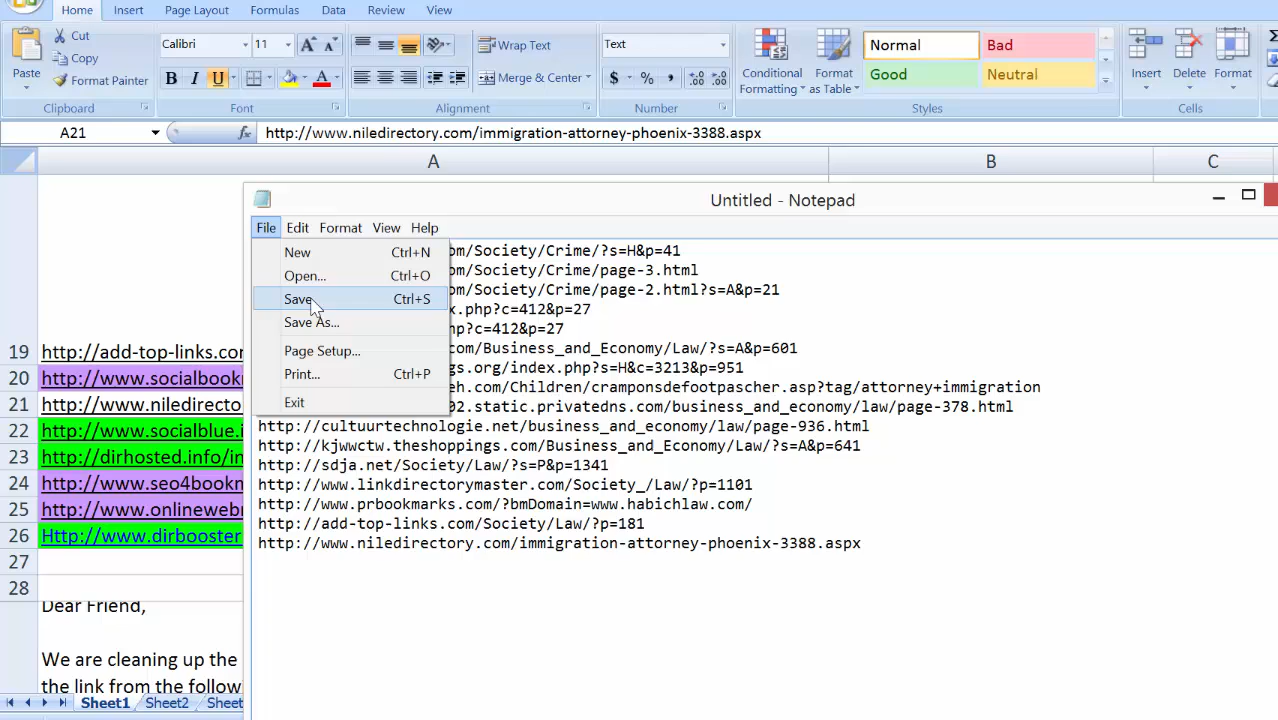 Home Insert Page Layout Formulas Data Review View
Cut
Calibri 11 Wrap Text Text Normal Bad
Copy
Paste Format Painter B I U A Merge & Center $ % , Conditional Formatting Format as Table Good Neutral Insert Delete Format
Clipboard Font Alignment Number Styles Cells
A21 fx http://www.niledirectory.com/immigration-attorney-phoenix-3388.aspx
A B C
Untitled - Notepad
File Edit Format View Help
New Ctrl+N
Open... Ctrl+O
Save Ctrl+S
Save As...
Page Setup...
Print... Ctrl+P
Exit
om/Society/Crime/?s=H&p=41
om/Society/Crime/page-3.html
om/Society/Crime/page-2.html?s=A&p=21
x.php?c=412&p=27
hp?c=412&p=27
com/Business_and_Economy/Law/?s=A&p=601
gs.org/index.php?s=H&c=3213&p=951
eh.com/Children/cramponsdefootpascher.asp?tag/attorney+immigration
02.static.privatedns.com/business_and_economy/law/page-378.html
http://cultuurtechnologie.net/business_and_economy/law/page-936.html
http://kjwwctw.theshoppings.com/Business_and_Economy/Law/?s=A&p=641
http://sdja.net/Society/Law/?s=P&p=1341
http://www.linkdirectorymaster.com/Society_/Law/?p=1101
http://www.prbookmarks.com/?bmDomain=www.habichlaw.com/
http://add-top-links.com/Society/Law/?p=181
http://www.niledirectory.com/immigration-attorney-phoenix-3388.aspx
19 http://add-top-links.cor
20 http://www.socialbook
21 http://www.niledirecto
22 http://www.socialblue.i
23 http://dirhosted.info/in
24 http://www.seo4bookm
25 http://www.onlinewebr
26 Http://www.dirbooster
27
28
Dear Friend,
We are cleaning up the
the link from the followi
Sheet1 Sheet2 Sheet